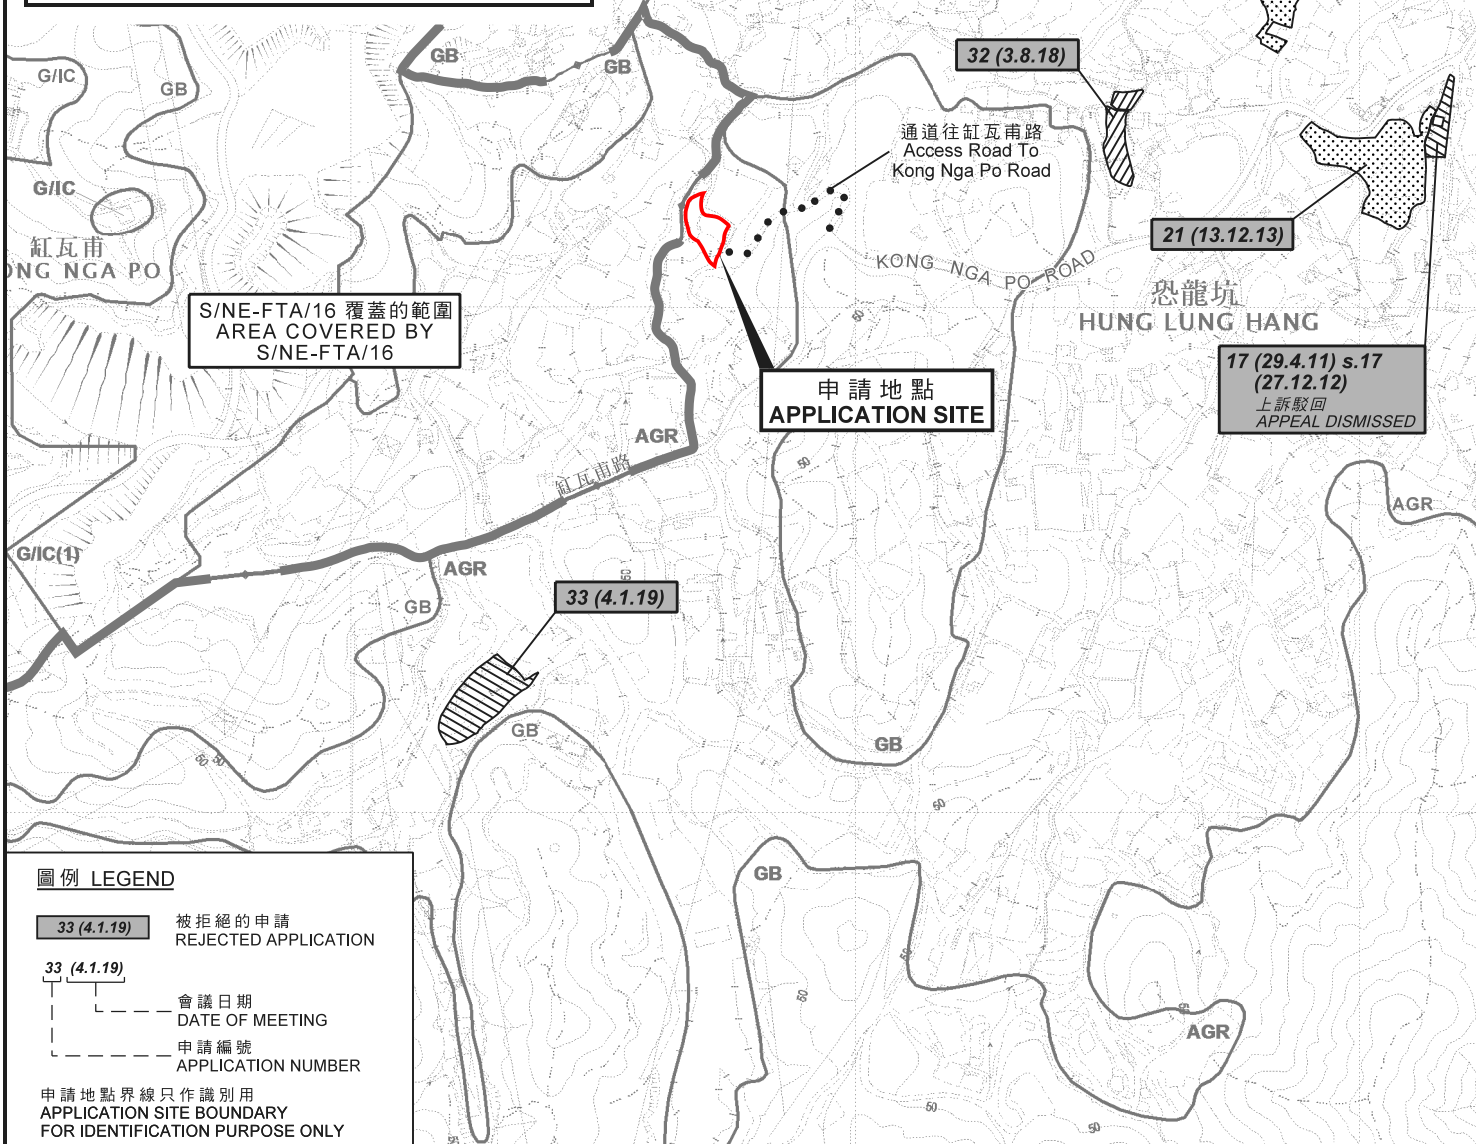 GB
GB
G/IC
GB
32 (3.8.18)
通道往缸瓦甫路
Access Road To
Kong Nga Po Road
G/IC
21 (13.12.13)
缸瓦甫
ONG NGA PO
KONG NGA PO ROAD
恐龍坑
HUNG LUNG HANG
S/NE-FTA/16 覆蓋的範圍
AREA COVERED BY
S/NE-FTA/16
50
17 (29.4.11) s.17
(27.12.12)
上訴駁回
APPEAL DISMISSED
申請地點
APPLICATION SITE
AGR
缸瓦甫路
50
AGR
G/IC(1)
AGR
50
GB
33 (4.1.19)
GB
GB
50
50
50
GB
圖例 LEGEND
33 (4.1.19)
被拒絕的申請
REJECTED APPLICATION
33 (4.1.19)
會議日期
DATE OF MEETING
申請編號
APPLICATION NUMBER
申請地點界線只作識別用
APPLICATION SITE BOUNDARY
FOR IDENTIFICATION PURPOSE ONLY
50
50
50
AGR
50
50
50